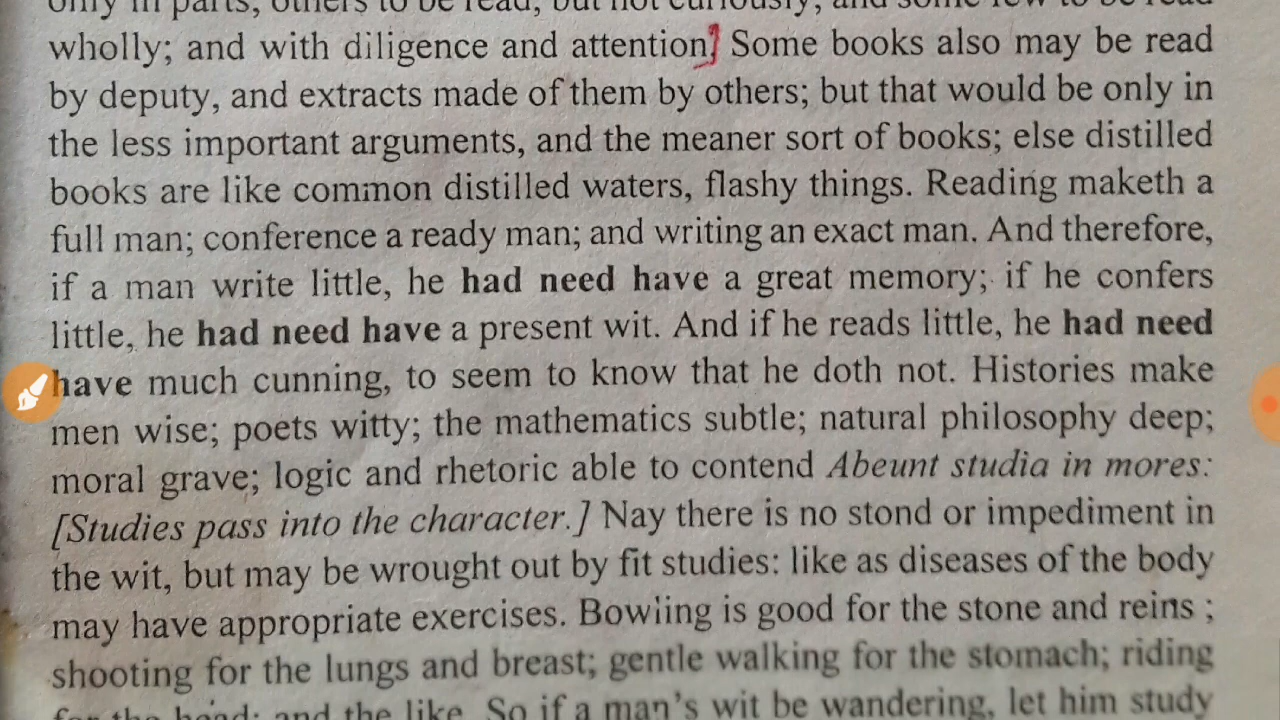 only in parts, others to be read, but not curiously; and some few to be read
wholly; and with diligence and attention] Some books also may be read
by deputy, and extracts made of them by others; but that would be only in
the less important arguments, and the meaner sort of books; else distilled
books are like common distilled waters, flashy things. Reading maketh a
full man; conference a ready man; and writing an exact man. And therefore,
if a man write little, he had need have a great memory; if he confers
little, he had need have a present wit. And if he reads little, he had need
have much cunning, to seem to know that he doth not. Histories make
men wise; poets witty; the mathematics subtle; natural philosophy deep;
moral grave; logic and rhetoric able to contend Abeunt studia in mores:
[Studies pass into the character.] Nay there is no stond or impediment in
the wit, but may be wrought out by fit studies: like as diseases of the body
may have appropriate exercises. Bowling is good for the stone and reins ;
shooting for the lungs and breast; gentle walking for the stomach; riding
for the head; and the like. So if a man's wit be wandering, let him study